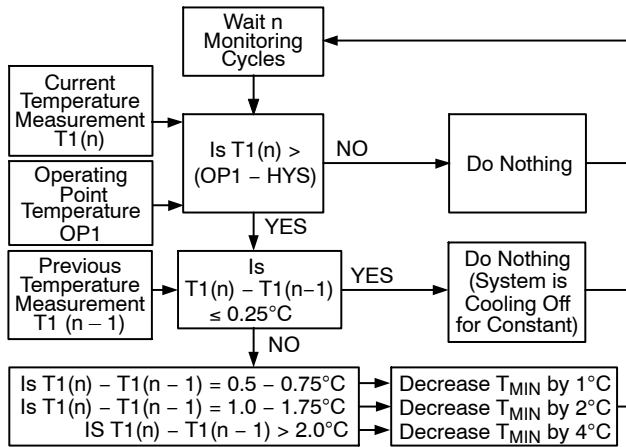 Wait n
Monitoring
Cycles
Current
Temperature
Measurement
T1(n)
Is T1(n) >
(OP1 – HYS)
NO
Do Nothing
Operating
Point
Temperature
OP1
YES
Previous
Temperature
Measurement
T1 (n – 1)
Is
T1(n) – T1(n–1)
≤ 0.25°C
YES
Do Nothing
(System is
Cooling Off
for Constant)
NO
Is T1(n) – T1(n – 1) = 0.5 – 0.75°C
Decrease TMIN by 1°C
Is T1(n) – T1(n – 1) = 1.0 – 1.75°C
Decrease TMIN by 2°C
IS T1(n) – T1(n – 1) > 2.0°C
Decrease TMIN by 4°C